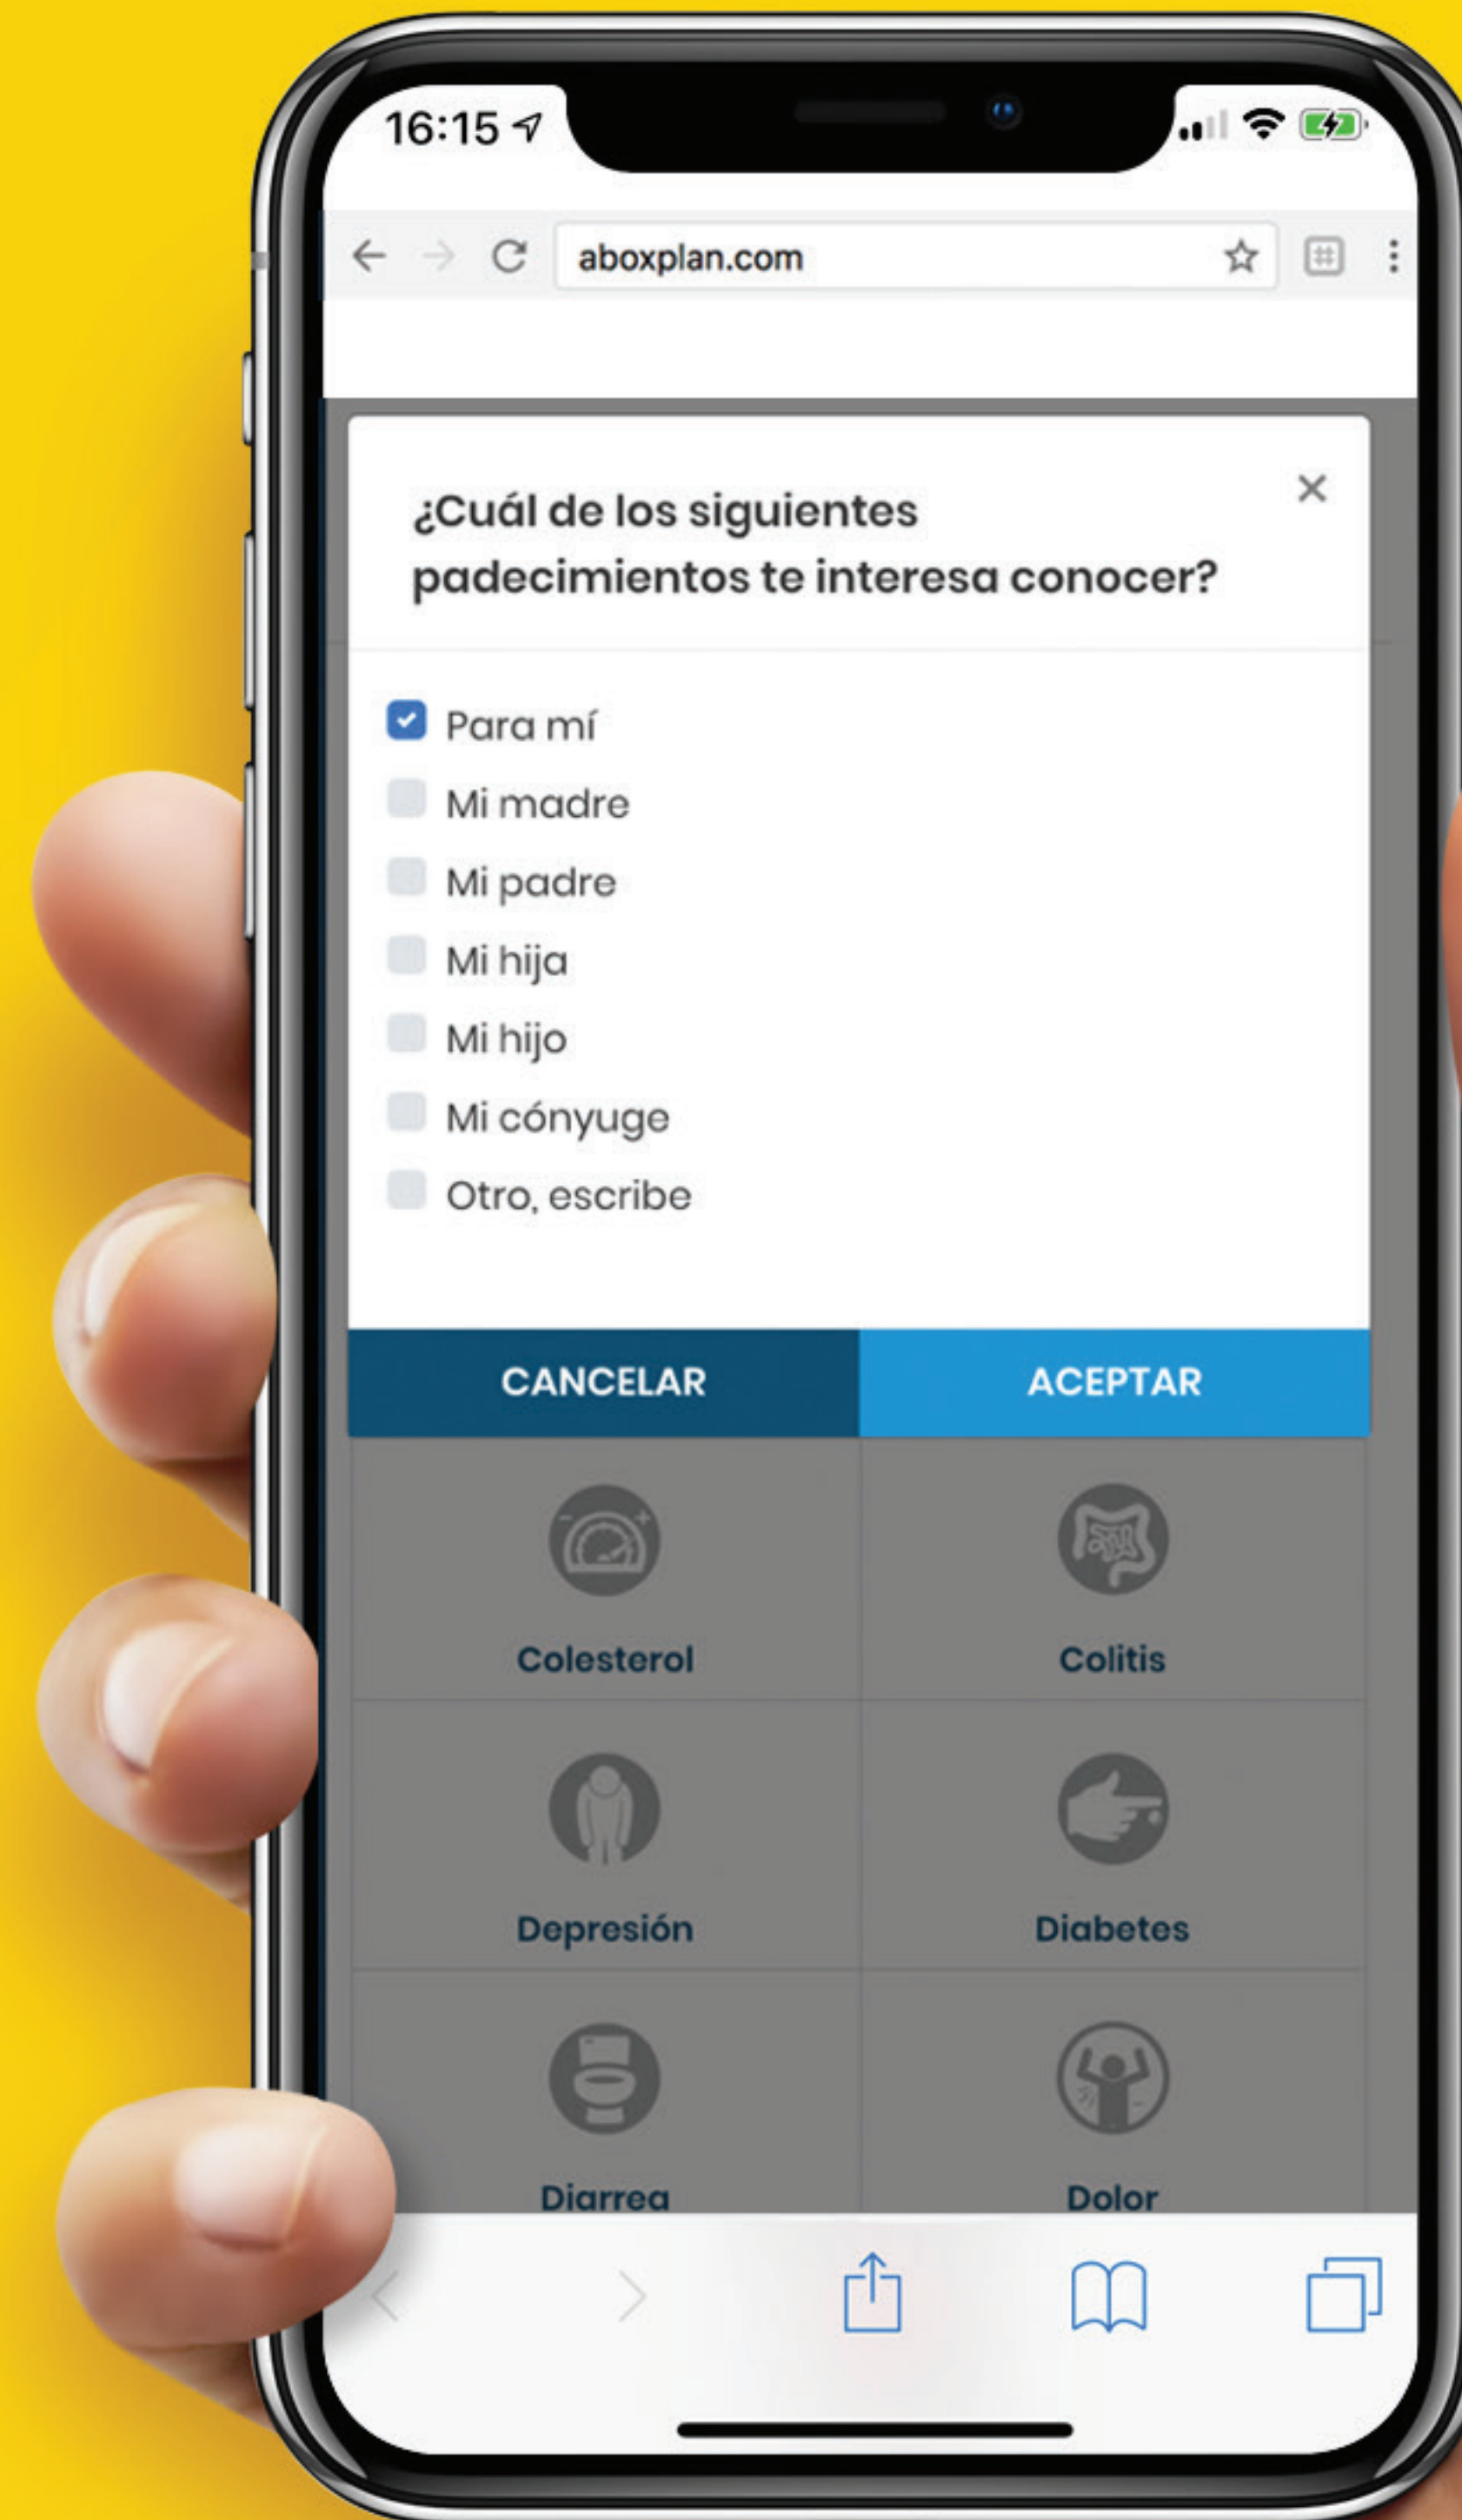 16:15
aboxplan.com
¿Cuál de los siguientes
padecimientos te interesa conocer?
Para mí
Mi madre
Mi padre
Mi hija
Mi hijo
Mi cónyuge
Otro, escribe
CANCELAR
ACEPTAR
Colesterol
Colitis
Depresión
Diabetes
Diarrea
Dolor